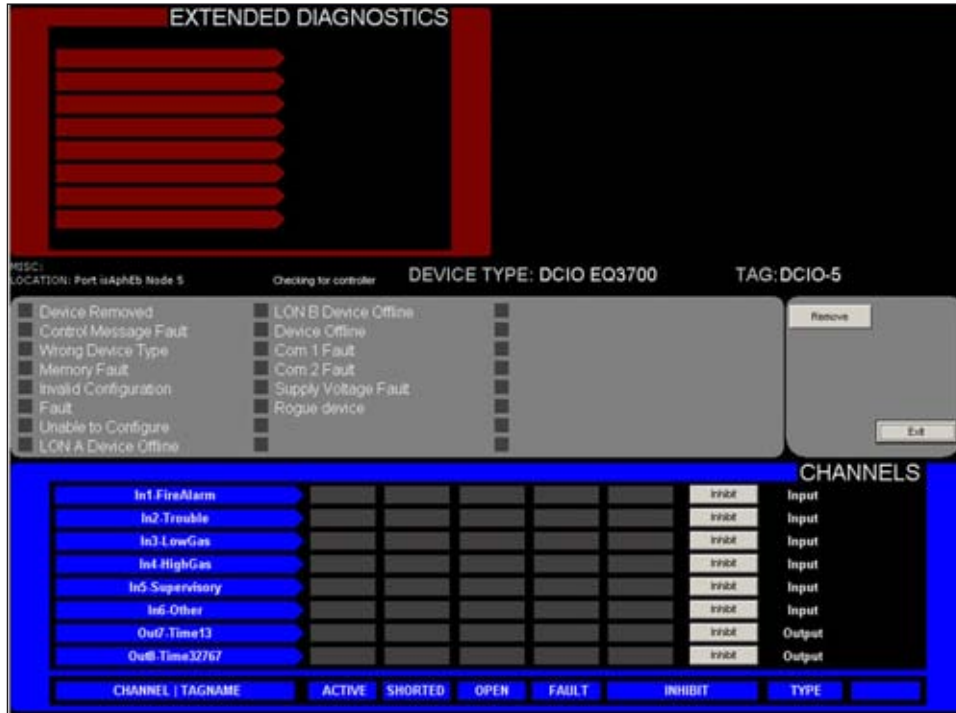 EXTENDED DIAGNOSTICS
MISC:
LOCATION: Port isAphEb Node 5
Checking for controller
DEVICE TYPE: DCIO EQ3700
TAG: DCIO-5
Device Removed
Control Message Fault
Wrong Device Type
Memory Fault
Invalid Configuration
Fault
Unable to Configure
LON A Device Offline
LON B Device Offline
Device Offline
Com 1 Fault
Com 2 Fault
Supply Voltage Fault
Rogue device
Remove
Exit
CHANNELS
In1-FireAlarm Inhibit Input
In2-Trouble Inhibit Input
In3-LowGas Inhibit Input
In4-HighGas Inhibit Input
In5-Supervisory Inhibit Input
In6-Other Inhibit Input
Out7-Time13 Inhibit Output
Out8-Time32767 Inhibit Output
CHANNEL | TAGNAME ACTIVE SHORTED OPEN FAULT INHIBIT TYPE